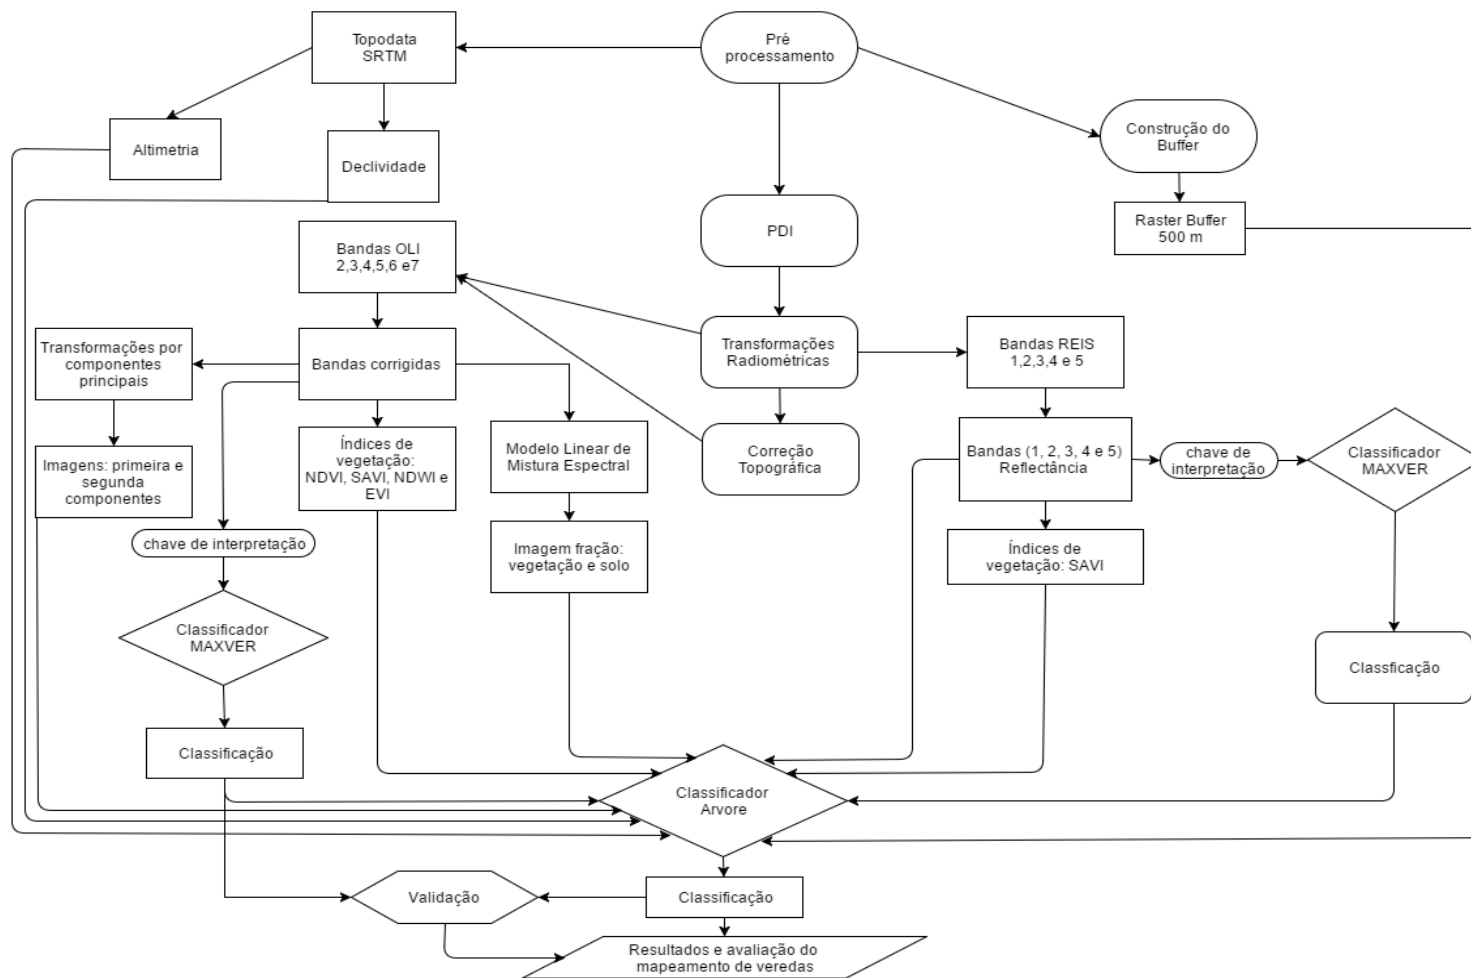 Topodata
SRTM
Pré
processamento
Altimetria
Declividade
Construção do
Buffer
PDI
Raster Buffer
500 m
Bandas OLI
2,3,4,5,6 e7
Transformações por
componentes
principais
Bandas corrigidas
Transformações
Radiométricas
Bandas REIS
1,2,3,4 e 5
Imagens: primeira e
segunda
componentes
Índices de
vegetação:
NDVI, SAVI, NDWI e
EVI
Modelo Linear de
Mistura Espectral
Correção
Topográfica
Bandas (1, 2, 3, 4 e 5)
Reflectância
chave de
interpretação
Classificador
MAXVER
chave de interpretação
Imagem fração:
vegetação e solo
Índices de
vegetação: SAVI
Classificador
MAXVER
Classficação
Classificação
Classificador
Arvore
Validação
Classificação
Resultados e avaliação do
mapeamento de veredas